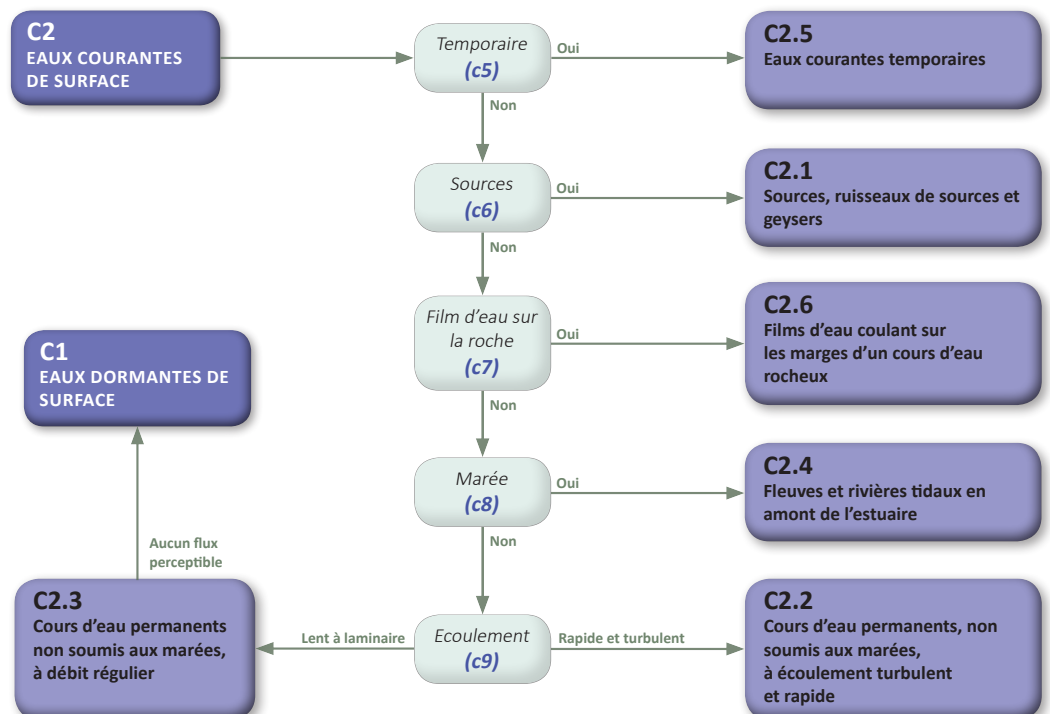 C2
EAUX COURANTES
DE SURFACE
Temporaire
(c5)
Oui
C2.5
Eaux courantes temporaires
Non
Sources
(c6)
Oui
C2.1
Sources, ruisseaux de sources et
geysers
Non
Film d'eau sur
la roche
(c7)
Oui
C2.6
Films d'eau coulant sur
les marges d'un cours d'eau
rocheux
C1
EAUX DORMANTES DE
SURFACE
Non
Marée
(c8)
Oui
C2.4
Fleuves et rivières tidaux en
amont de l'estuaire
Non
Aucun flux
perceptible
C2.3
Cours d'eau permanents
non soumis aux marées,
à débit régulier
Lent à laminaire
Ecoulement
(c9)
Rapide et turbulent
C2.2
Cours d'eau permanents, non
soumis aux marées,
à écoulement turbulent
et rapide